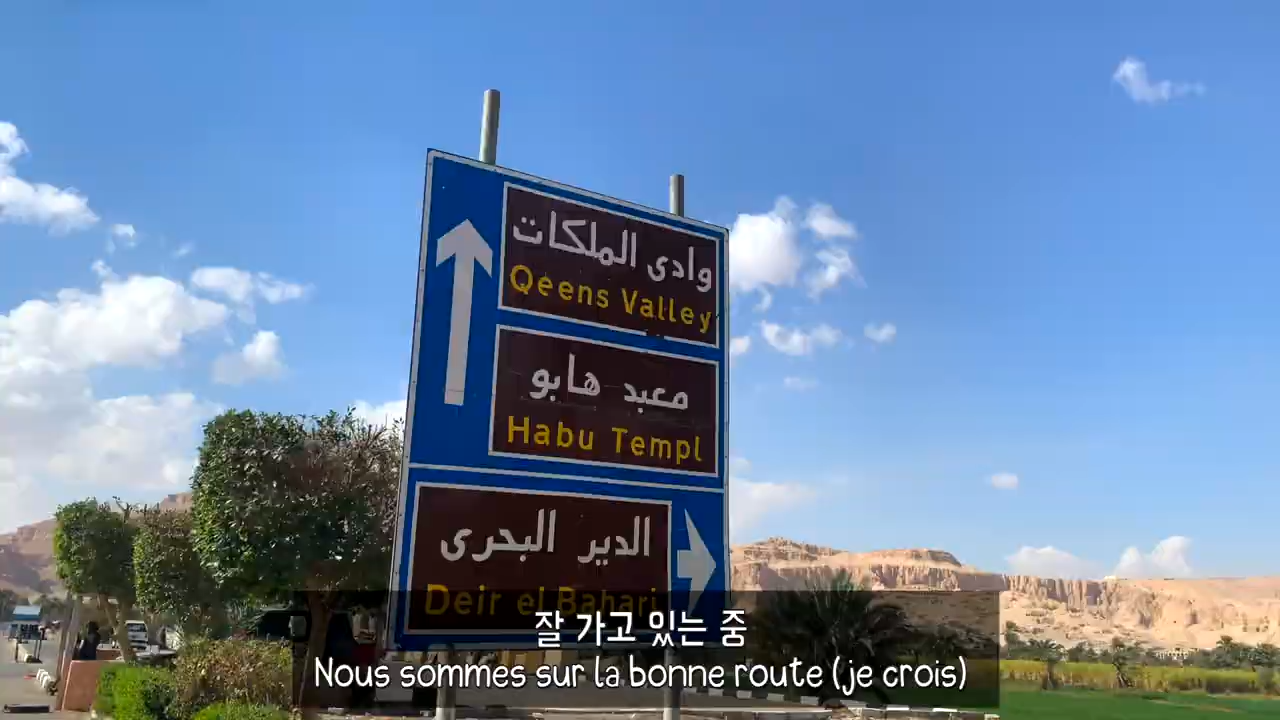 وادى الملكات
Qeens Valley
معبد هابو
Habu Templ
الدير البحرى
Deir el Bahari
잘 가고 있는 줌
Nous sommes sur la bonne route (je crois)